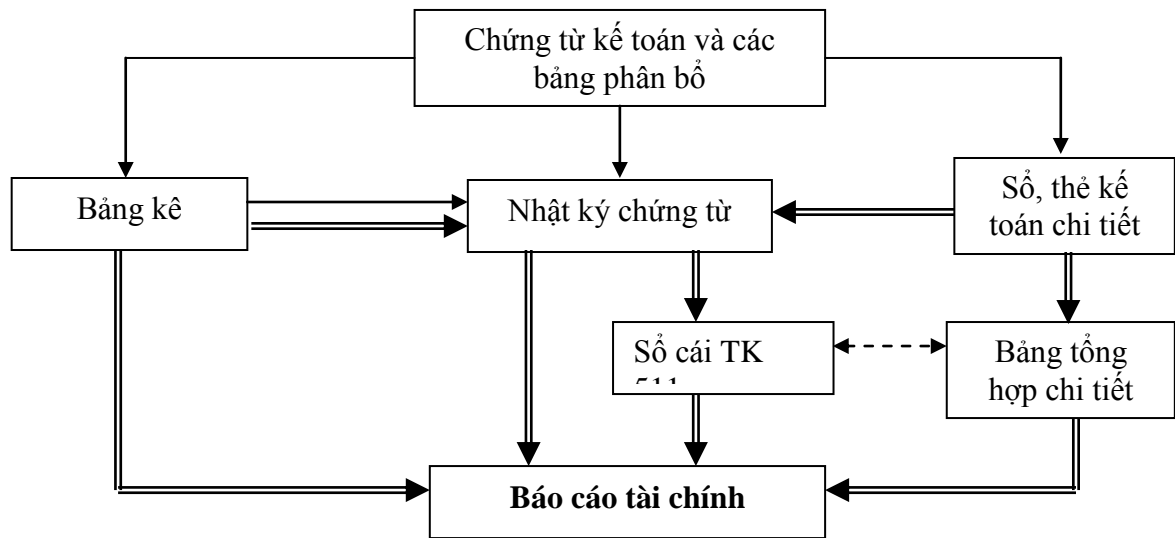 Chứng từ kế toán và các
bảng phân bổ
Bảng kê
Nhật ký chứng từ
Sổ, thẻ kế
toán chi tiết
Sổ cái TK
Bảng tổng
hợp chi tiết
Báo cáo tài chính